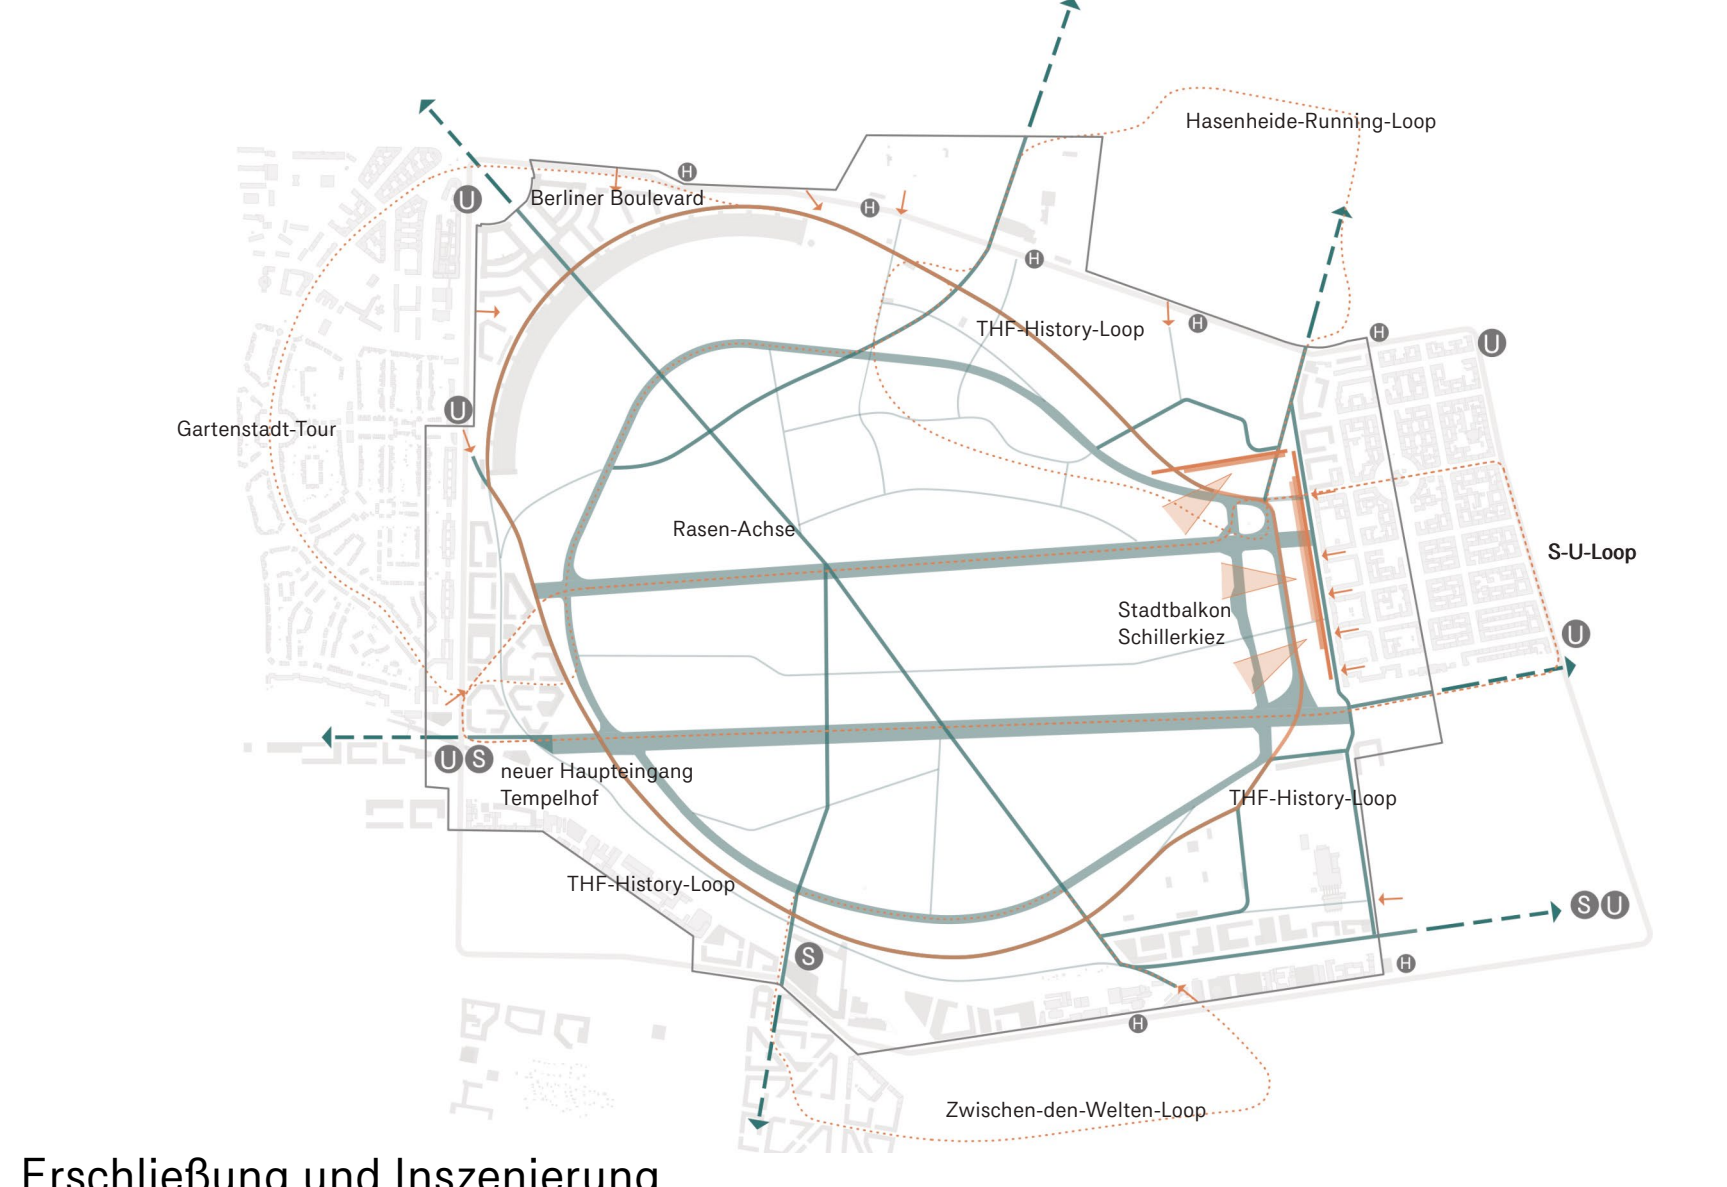 Hasenheide-Running-Loop
H
U
Berliner Boulevard
H
H
THF-History-Loop
H
H
U
U
Gartenstadt-Tour
Rasen-Achse
S-U-Loop
Stadtbalkon
Schillerkiez
U
U S
neuer Haupteingang
Tempelhof
THF-History-Loop
THF-History-Loop
S U
S
H
H
Zwischen-den-Welten-Loop
Erschließung und Inszenierung